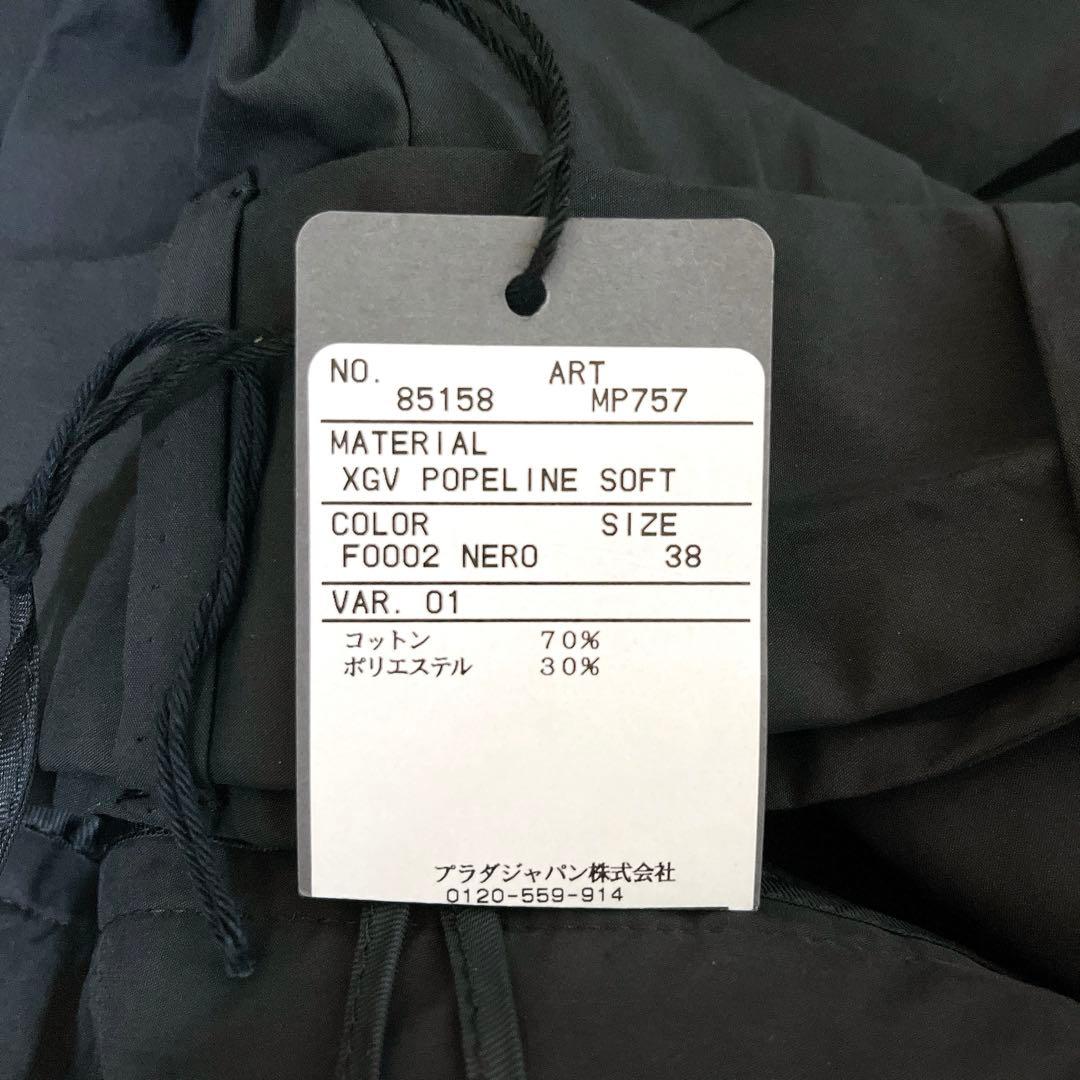 NO. ART
85158 MP757
MATERIAL
XGV POPELINE SOFT
COLOR SIZE
F0002 NERO 38
VAR. 01
コットン ７０％
ポリエステル ３０％
プラダジャパン株式会社
0120-559-914